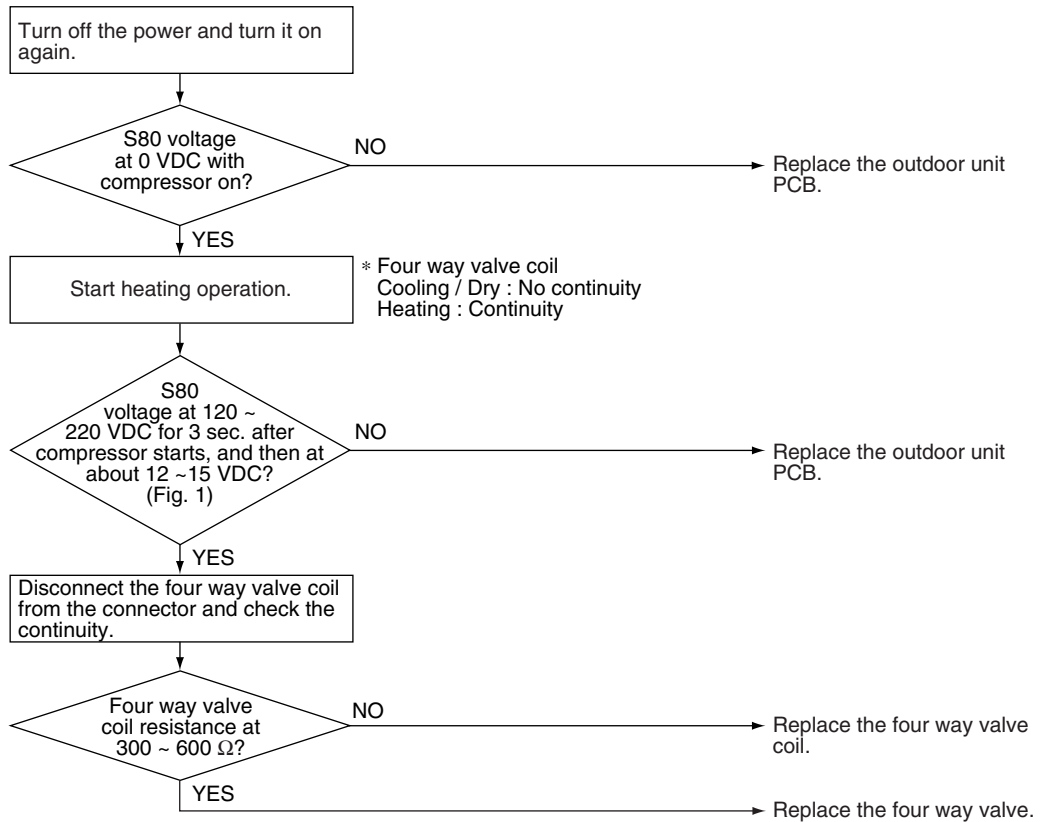 Turn off the power and turn it on
again.
S80 voltage
at 0 VDC with
compressor on?
NO
Replace the outdoor unit
PCB.
YES
Start heating operation.
∗ Four way valve coil
Cooling / Dry : No continuity
Heating : Continuity
S80
voltage at 120 ~
220 VDC for 3 sec. after
compressor starts, and then at
about 12 ~15 VDC?
(Fig. 1)
NO
Replace the outdoor unit
PCB.
YES
Disconnect the four way valve coil
from the connector and check the
continuity.
Four way valve
coil resistance at
300 ~ 600 Ω?
NO
Replace the four way valve
coil.
YES
Replace the four way valve.